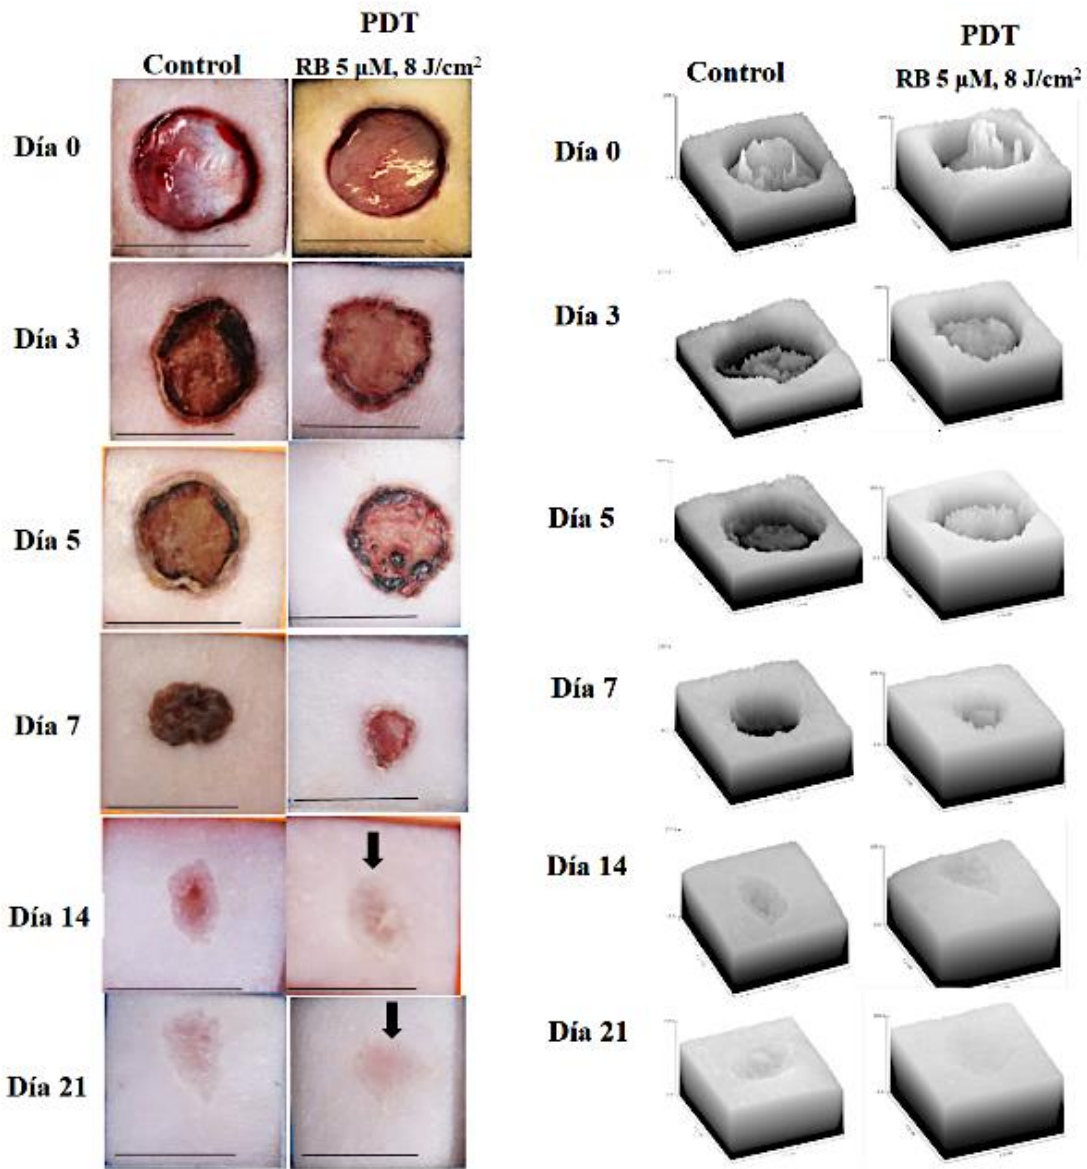 PDT
Control
RB 5 µM, 8 J/cm²
Día 0
Día 3
Día 5
Día 7
Día 14
Día 21
PDT
Control
RB 5 µM, 8 J/cm²
Día 0
Día 3
Día 5
Día 7
Día 14
Día 21